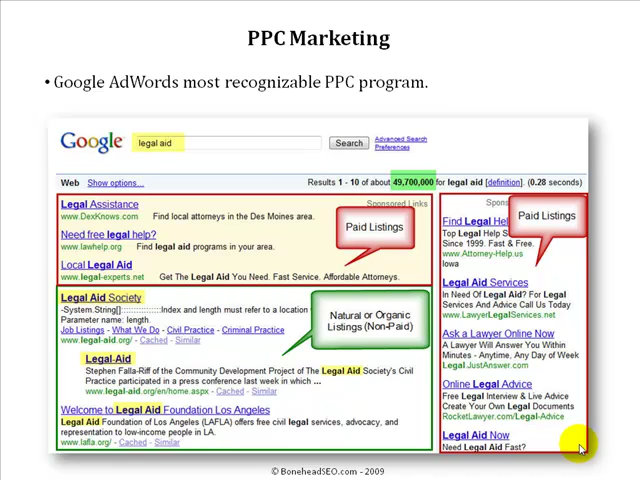 PPC Marketing
• Google AdWords most recognizable PPC program.
Google
legal aid
Search
Advanced Search
Preferences
Web Show options...
Results 1 - 10 of about 49,700,000 for legal aid [definition]. (0.28 seconds)
Legal Assistance
Sponsored Links
www.DexKnows.com Find local attorneys in the Des Moines area.
Need free legal help?
www.lawhelp.org Find legal aid programs in your area.
Local Legal Aid
www.legal-experts.net Get The Legal Aid You Need. Fast Service. Affordable Attorneys.
Paid Listings
Legal Aid Society
-System.String[]::::::::::::::Index and length must refer to a location
Parameter name: length.
Job Listings - What We Do - Civil Practice - Criminal Practice
www.legal-aid.org/ - Cached - Similar
Natural or Organic
Listings (Non-Paid)
Legal-Aid
Stephen Falla-Riff of the Community Development Project of The Legal Aid Society's Civil
Practice participated in a press conference last week in which ...
www.legal-aid.org/en/home.aspx - Cached - Similar
Welcome to Legal Aid Foundation Los Angeles
Legal Aid Foundation of Los Angeles (LAFLA) offers free civil legal services, advocacy, and
representation to low-income people in LA.
www.lafla.org/ - Cached - Similar
Spons
Paid Listings
Find Legal Hel
Top Legal Help
Since 1999. Fast & Free.
www.Attorney-Help.us
Iowa
Legal Aid Services
In Need Of Legal Aid? For Legal
Services And Advice Call Us Today
www.LawyerLegalServices.net
Ask a Lawyer Online Now
A Lawyer Will Answer You Within
Minutes - Anytime, Any Day of Week
Legal.JustAnswer.com
Online Legal Advice
Free Legal Interview & Live Advice
Create Your Own Legal Documents
RocketLawyer.com/Legal-Advice
Legal Aid Now
Need Legal Aid Fast?
© BoneheadSEO.com - 2009